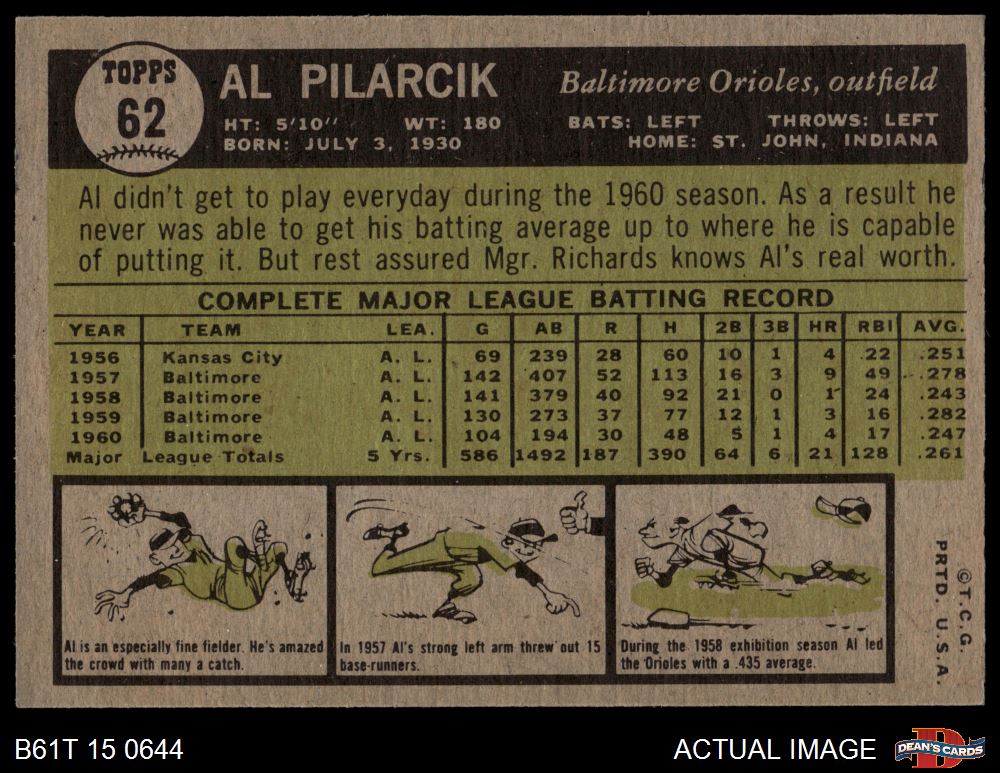 TOPPS
62
AL PILARCIK
Baltimore Orioles, outfield
HT: 5'10" WT: 180 BATS: LEFT THROWS: LEFT
BORN: JULY 3, 1930 HOME: ST. JOHN, INDIANA
Al didn't get to play everyday during the 1960 season. As a result he
never was able to get his batting average up to where he is capable
of putting it. But rest assured Mgr. Richards knows Al's real worth.
COMPLETE MAJOR LEAGUE BATTING RECORD
YEAR TEAM LEA. G AB R H 2B 3B HR RBI AVG.
1956 Kansas City A. L. 69 239 28 60 10 1 4 22 .251
1957 Baltimore A. L. 142 407 52 113 16 3 9 49 .278
1958 Baltimore A. L. 141 379 40 92 21 0 1 24 .243
1959 Baltimore A. L. 130 273 37 77 12 1 3 16 .282
1960 Baltimore A. L. 104 194 30 48 5 1 4 17 .247
Major League Totals 5 Yrs. 586 1492 187 390 64 6 21 128 .261
Al is an especially fine fielder. He's amazed
the crowd with many a catch.
In 1957 Al's strong left arm threw out 15
base-runners.
During the 1958 exhibition season Al led
the Orioles with a .435 average.
©T.C.G.
PRTD. U.S.A.
B61T 15 0644
ACTUAL IMAGE
D
DEAN'S CARDS